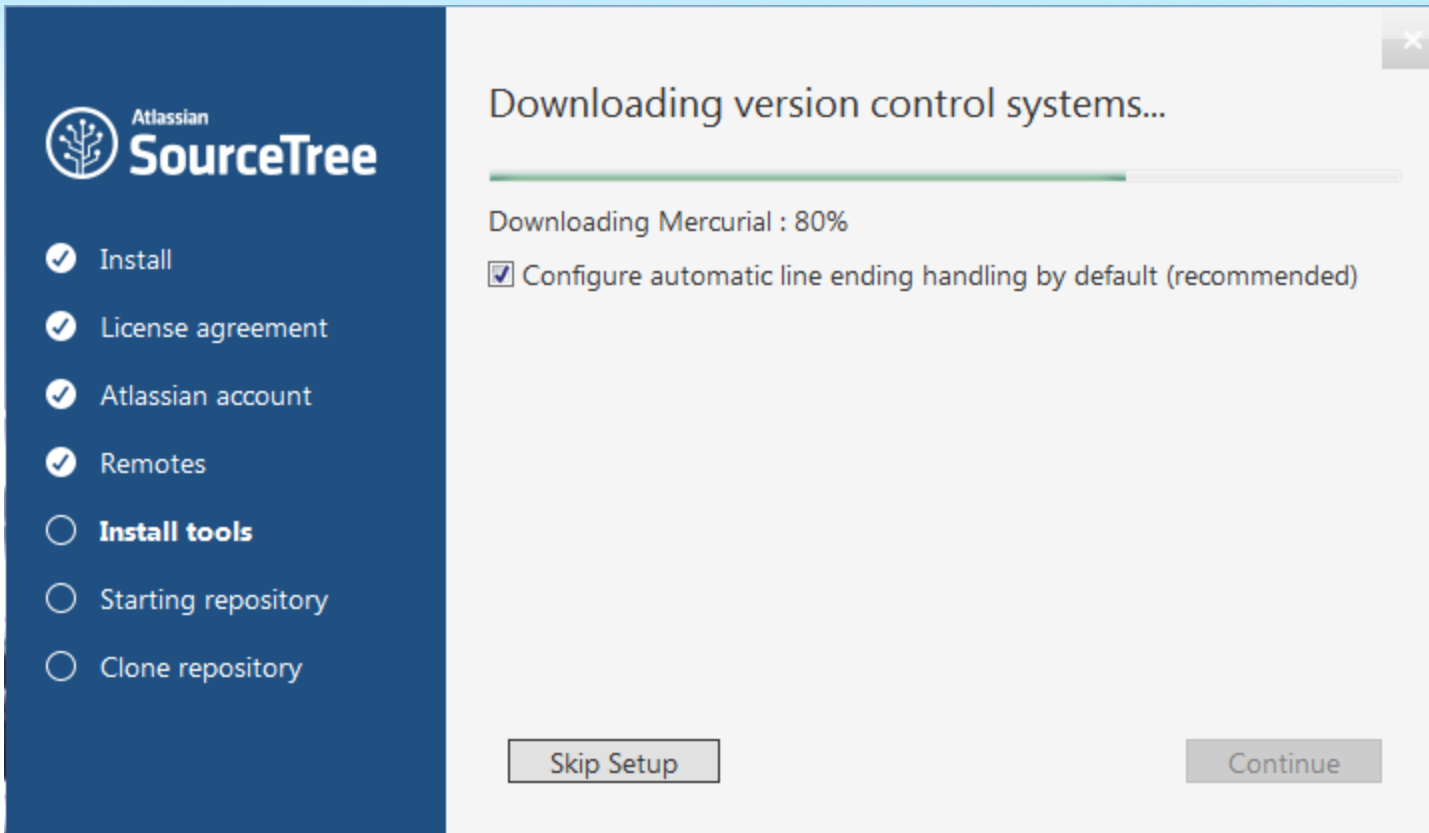 Atlassian
SourceTree
Install
License agreement
Atlassian account
Remotes
Install tools
Starting repository
Clone repository
Downloading version control systems...
Downloading Mercurial : 80%
Configure automatic line ending handling by default (recommended)
Skip Setup
Continue